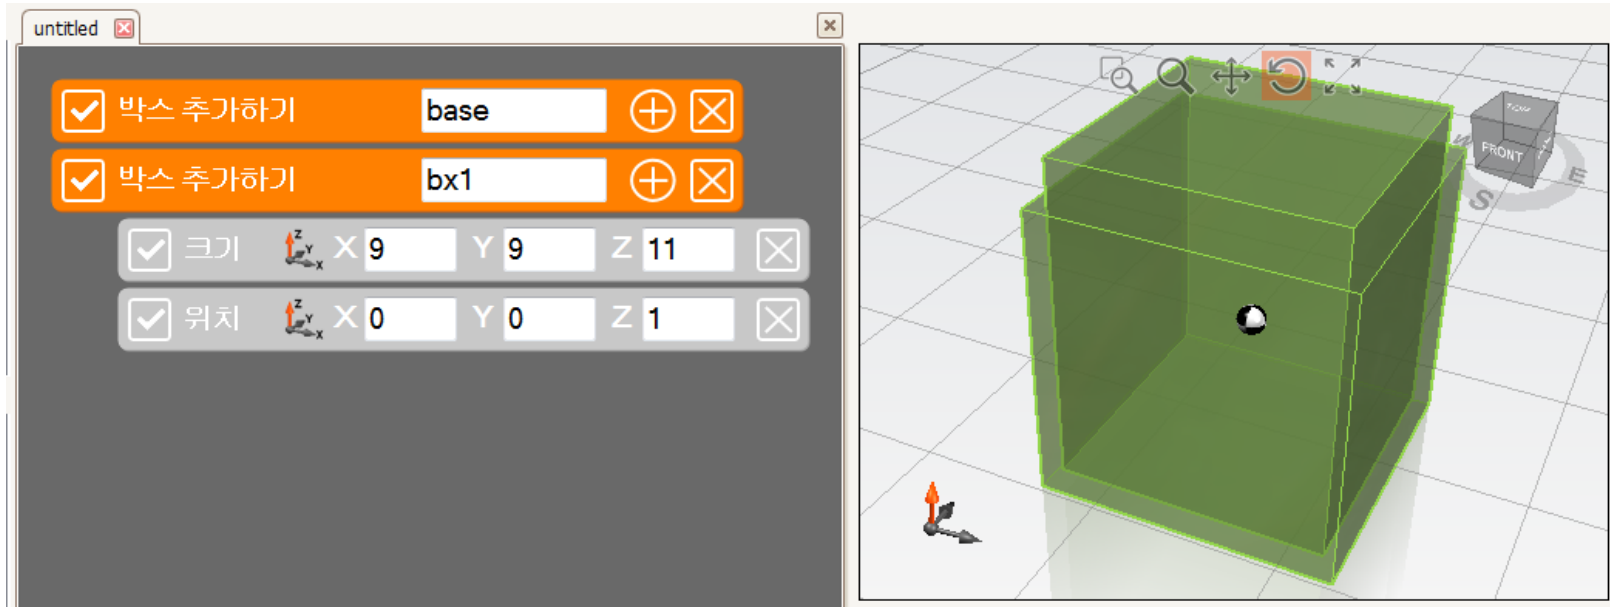 untitled
박스 추가하기 base
박스 추가하기 bx1
크기 Z Y X X 9 Y 9 Z 11
위치 Z Y X X 0 Y 0 Z 1
TOP
FRONT
W
E
S